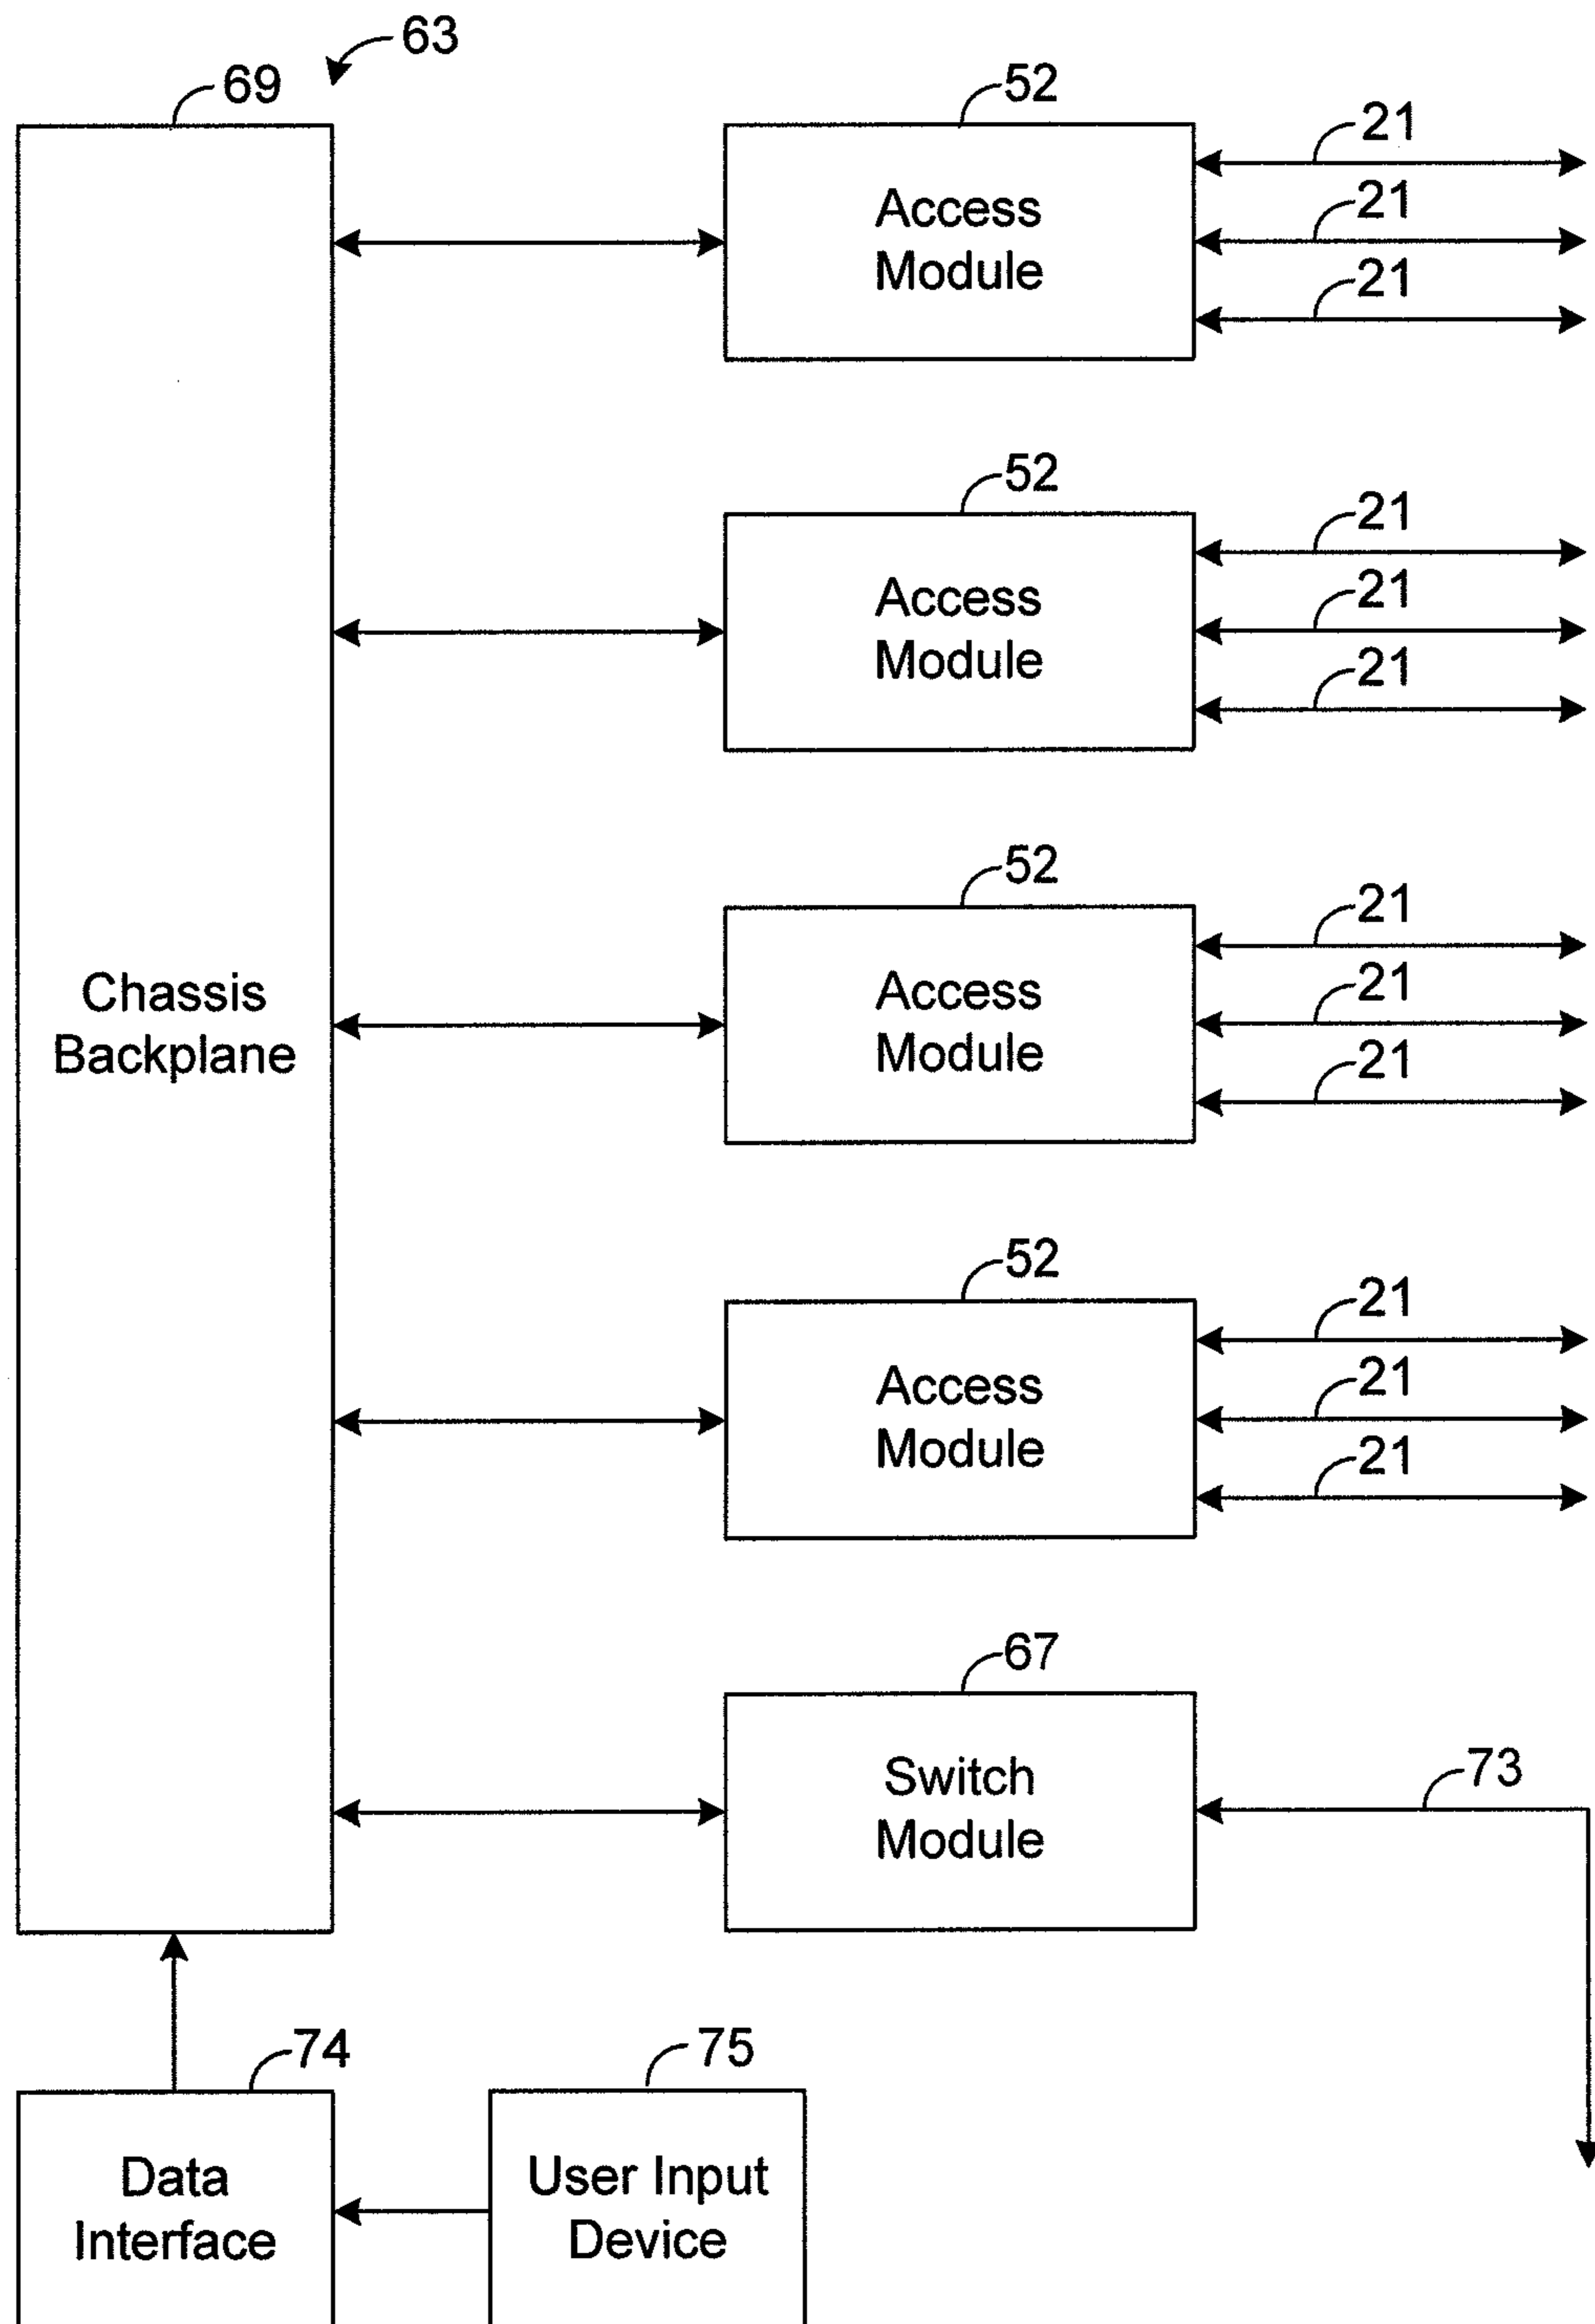 63
69
52
21
Access
Module
21
21
52
21
Access
Module
21
21
52
21
Chassis
Backplane
Access
Module
21
21
52
21
Access
Module
21
21
67
Switch
Module
73
74
75
Data
Interface
User Input
Device